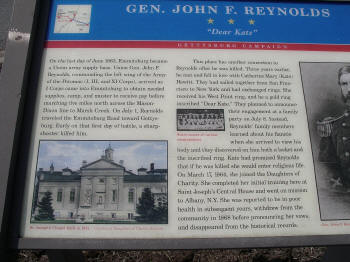 GEN. JOHN F. REYNOLDS
"Dear Kate"
GETTYSBURG CAMPAIGN
On the last day of June 1863, Emmitsburg became
a Union army supply base. Union Gen. John F.
Reynolds, commanding the left wing of the Army
of the Potomac (I, III, and XI Corps), arrived as
I Corps came into Emmitsburg to obtain needed
supplies, camp, and muster to receive pay before
marching five miles north across the Mason-
Dixon line to Marsh Creek. On July 1, Reynolds
traveled the Emmitsburg Road toward Gettys-
burg. Early on that first day of battle, a sharp-
shooter killed him.
This place has another connection to
Reynolds other than his killed. Three years earlier,
he met and fell in love with Catherine Mary (Kate)
Hewitt. They had sailed together from San Fran-
cisco to New York and had exchanged rings. She
received his West Point ring, and he a gold ring
inscribed "Dear Kate." They planned to announce
their engagement at a family
party on July 8. Instead,
Reynolds' family members
learned about his fiancée
when she arrived to view his
body and they discovered on him both a locket and
the inscribed ring. Kate had promised Reynolds
that if he was killed she would enter religious life.
On March 17, 1864, she joined the Daughters of
Charity. She completed her initial training here at
Saint Joseph's Central House and went on mission
to Albany, N.Y. She was reported to be in poor
health in subsequent years, withdrew from the
community in 1868 before pronouncing her vows,
and disappeared from the historical records.